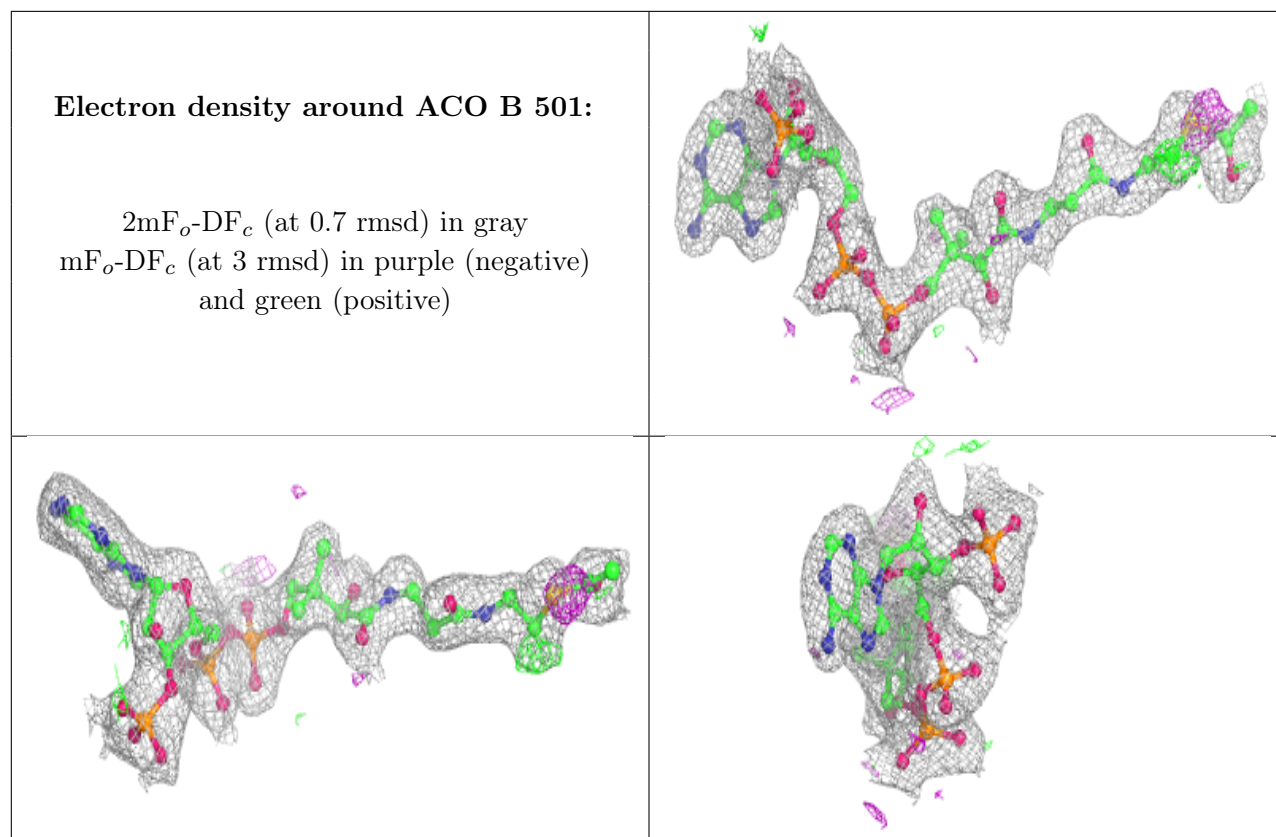 Electron density around ACO B 501:
2mFo-DFc (at 0.7 rmsd) in gray
mFo-DFc (at 3 rmsd) in purple (negative)
and green (positive)